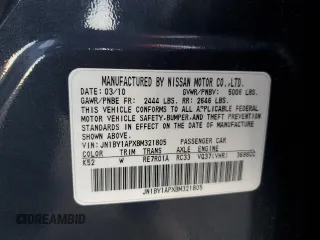 MANUFACTURED BY NISSAN MOTOR CO.,LTD.
DATE: 03/10 GVWR/PNBV: 5006 LBS.
GAWR/PNBE FR: 2444 LBS. RR: 2646 LBS.
THIS VEHICLE CONFORMS TO ALL APPLICABLE FEDERAL
MOTOR VEHICLE SAFETY,BUMPER,AND THEFT PREVENTION
STANDARDS IN EFFECT ON THE DATE OF MANUFACTURE
SHOWN ABOVE.
VIN: JN1BY1APXBM321805 PASSENGER CAR
COLOR TRIM TRANS AXLE ENGINE
K52 W RE7R01A RC33 VQ37(VHR)
JN1BY1APXBM321805
DREAMBID